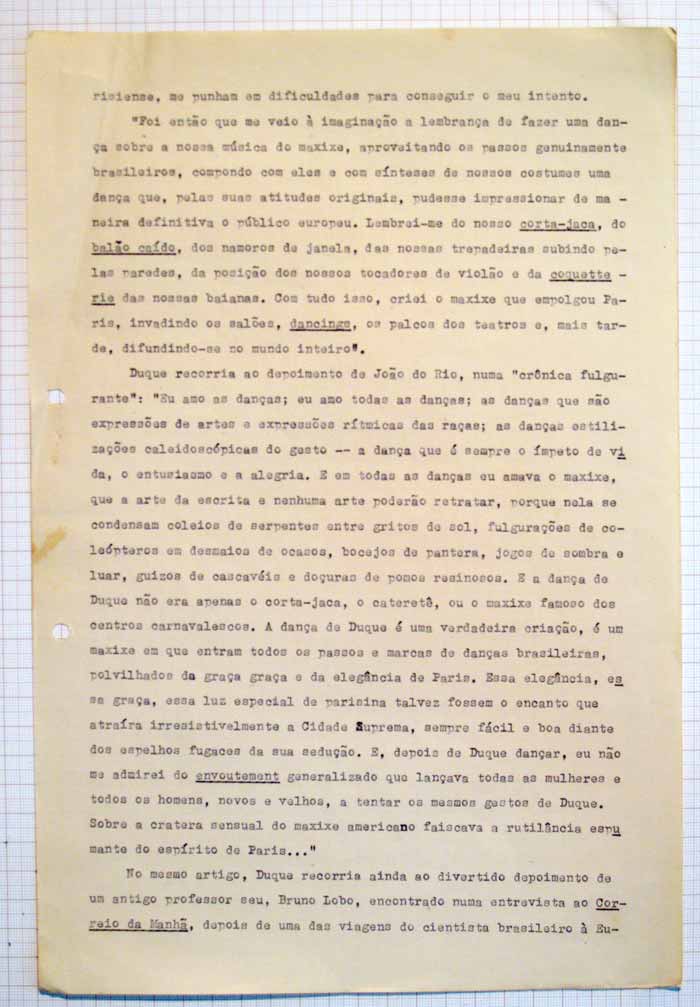 risiense, me punham em dificuldades para conseguir o meu intento.
"Foi então que me veio à imaginação a lembrança de fazer uma dan-
ça sobre a nossa música do maxixe, aproveitando os passos genuinamente
brasileiros, compondo com eles e com sínteses de nossos costumes uma
dança que, pelas suas atitudes originais, pudesse impressionar de ma -
neira definitiva o público europeu. Lembrei-me do nosso corta-jaca, do
balão caído, dos namoros de janela, das nossas trepadeiras subindo pe-
las paredes, da posição dos nossos tocadores de violão e da coquette -
rie das nossas baianas. Com tudo isso, criei o maxixe que empolgou Pa-
ris, invadindo os salões, dancings, os palcos dos teatros e, mais tar-
de, difundindo-se no mundo inteiro".
Duque recorria ao depoimento de João do Rio, numa "crônica fulgu-
rante": "Eu amo as danças; eu amo todas as danças; as danças que são
expressões de artes e expressões rítmicas das raças; as danças estili-
zações caleidoscópicas do gesto -- a dança que é sempre o ímpeto de vi
da, o entusiasmo e a alegria. E em todas as danças eu amava o maxixe,
que a arte da escrita e nenhuma arte poderão retratar, porque nela se
condensam coleios de serpentes entre gritos de sol, fulgurações de co-
leópteros em desmaios de ocasos, bocejos de pantera, jogos de sombra e
luar, guizos de cascavéis e doçuras de pomos resinosos. E a dança de
Duque não era apenas o corta-jaca, o cateretê, ou o maxixe famoso dos
centros carnavalescos. A dança de Duque é uma verdadeira criação, é um
maxixe em que entram todos os passos e marcas de danças brasileiras,
polvilhados da graça graça e da elegância de Paris. Essa elegância, es
sa graça, essa luz especial de parisina talvez fossem o encanto que
atraíra irresistivelmente a Cidade Suprema, sempre fácil e boa diante
dos espelhos fugaces da sua sedução. E, depois de Duque dançar, eu não
me admirei do envoutement generalizado que lançava todas as mulheres e
todos os homens, novos e velhos, a tentar os mesmos gestos de Duque.
Sobre a cratera sensual do maxixe americano faiscava a rutilância espu
mante do espírito de Paris..."
No mesmo artigo, Duque recorria ainda ao divertido depoimento de
um antigo professor seu, Bruno Lobo, encontrado numa entrevista ao Cor-
reio da Manhã, depois de uma das viagens do cientista brasileiro à Eu-